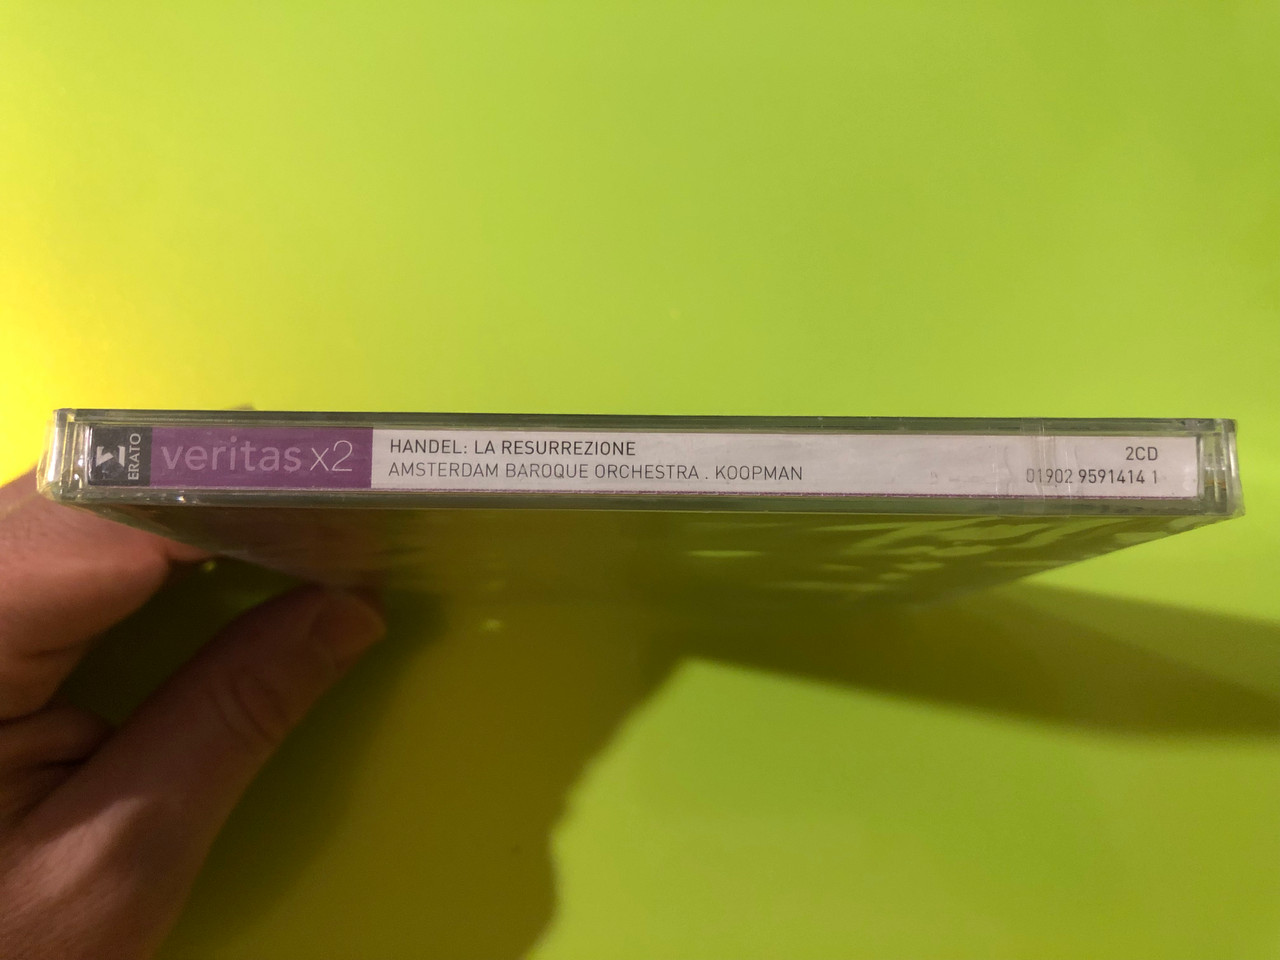 ERATO
veritas x2
HANDEL: LA RESURREZIONE
AMSTERDAM BAROQUE ORCHESTRA . KOOPMAN
2CD
01902 9591414 1